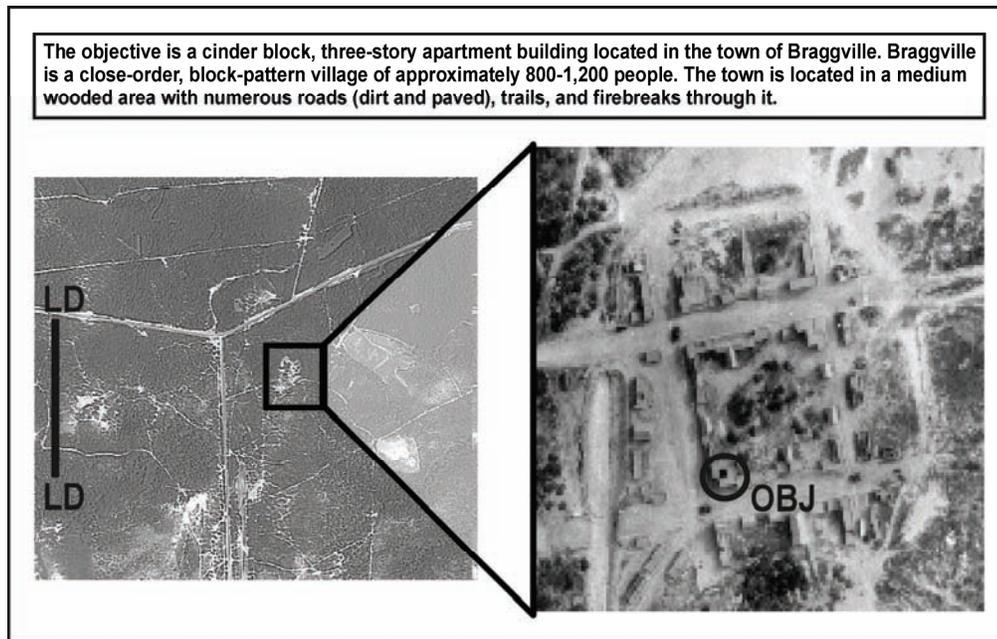 The objective is a cinder block, three-story apartment building located in the town of Braggville. Braggville
is a close-order, block-pattern village of approximately 800-1,200 people. The town is located in a medium
wooded area with numerous roads (dirt and paved), trails, and firebreaks through it.
LD
LD
OBJ